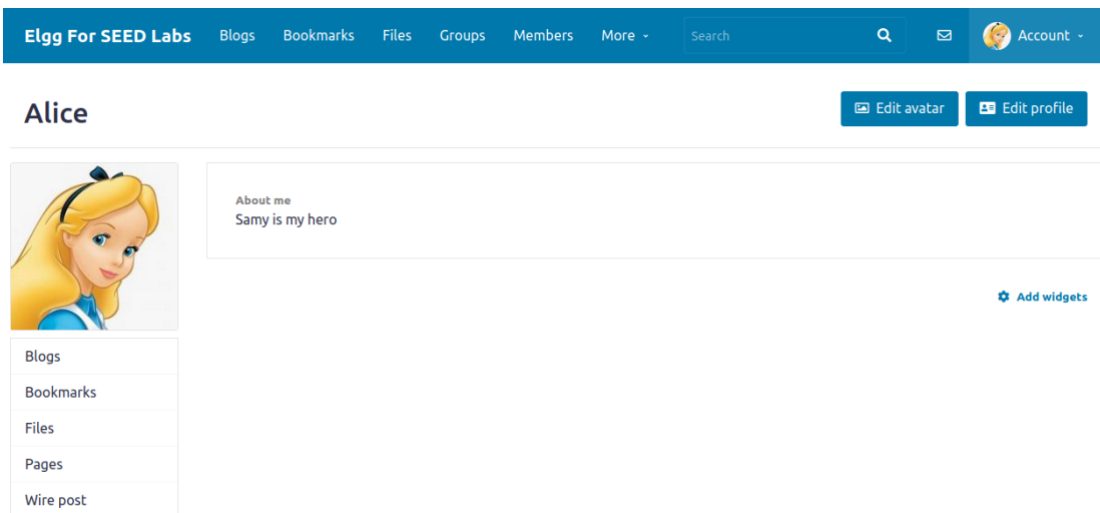 Elgg For SEED Labs Blogs Bookmarks Files Groups Members More Search Account
Alice Edit avatar Edit profile
About me
Samy is my hero
Add widgets
Blogs
Bookmarks
Files
Pages
Wire post